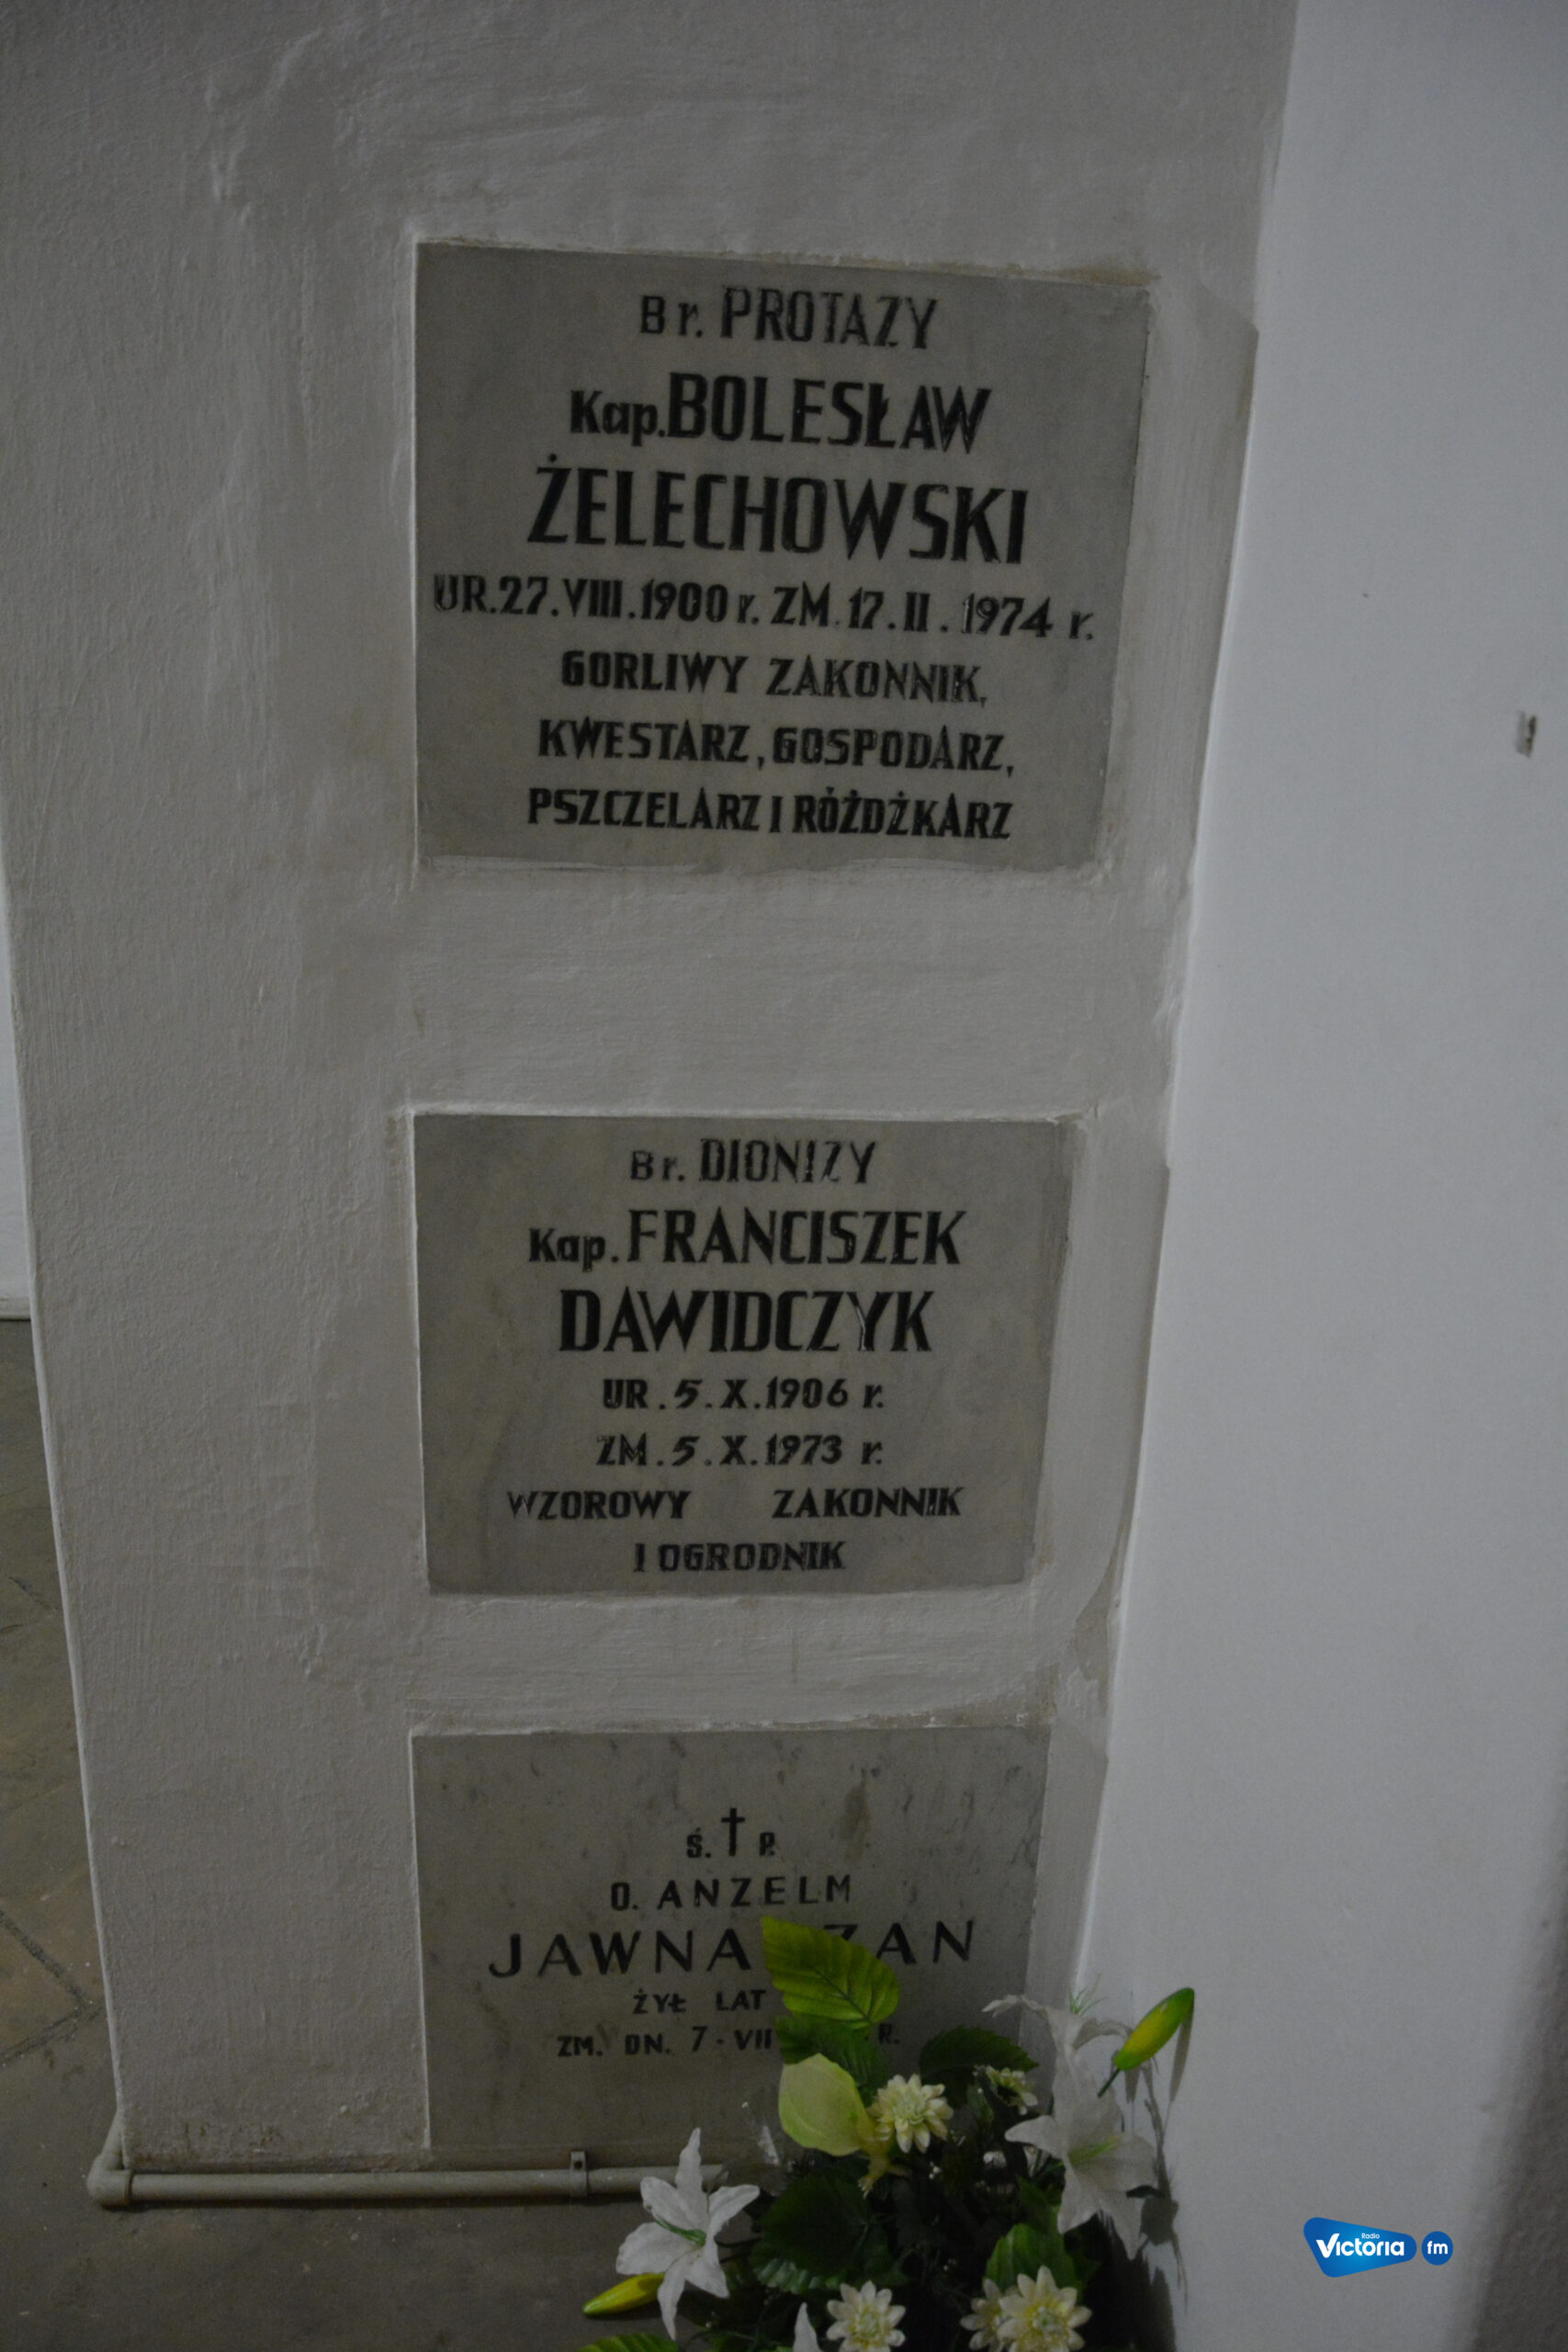 Br. PROTAZY
Kap. BOLESŁAW
ŻELECHOWSKI
UR. 27. VIII. 1900 r. ZM. 17. II. 1974 r.
GORLIWY ZAKONNIK,
KWESTARZ, GOSPODARZ,
PSZCZELARZ I RÓŻDŻKARZ
Br. DIONIZY
Kap. FRANCISZEK
DAWIDCZYK
UR. 5. X. 1906 r.
ZM. 5. X. 1973 r.
WZOROWY ZAKONNIK
I OGRODNIK
Ś. † P.
O. ANZELM
ŻYŁ LAT
ZM. DN. 7 - VII R.
Radio
Victoria fm